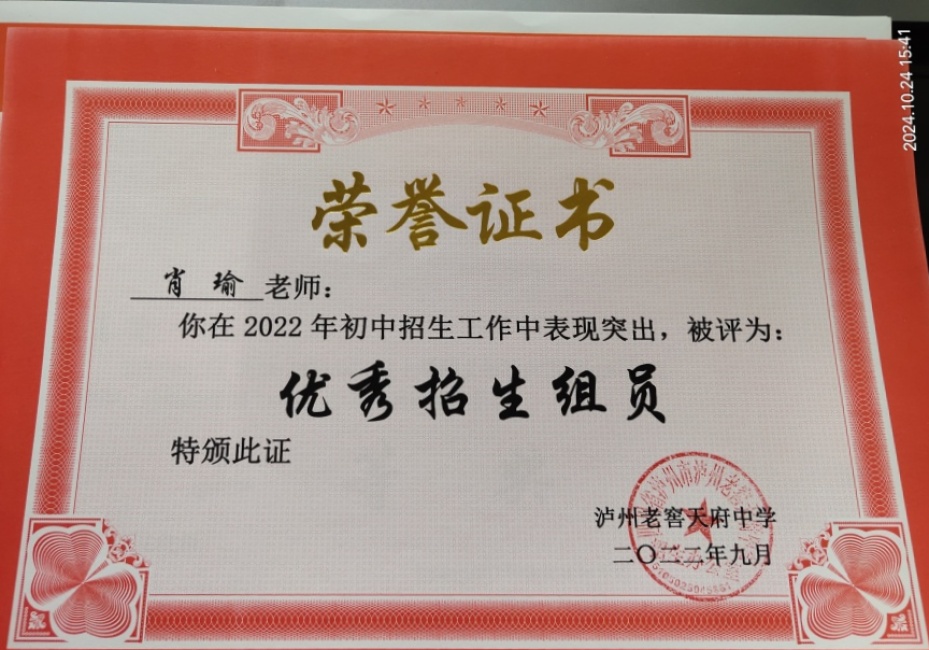 2024.10.24 15:41
荣誉证书
肖瑜老师：
你在2022年初中招生工作中表现突出，被评为：
优秀招生组员
特颁此证
泸州老窖天府中学
二〇二二年九月